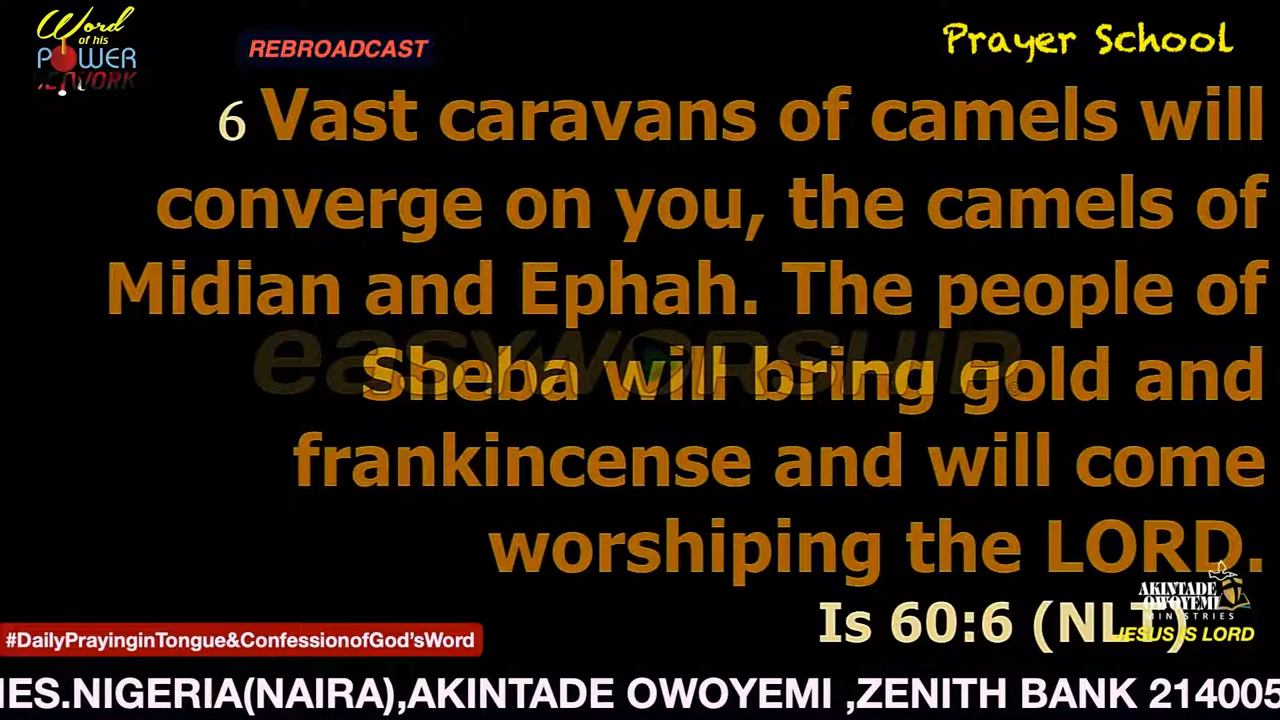 Word
of his
POWER
NETWORK
REBROADCAST
Prayer School
6 Vast caravans of camels will
converge on you, the camels of
Midian and Ephah. The people of
Sheba will bring gold and
frankincense and will come
worshiping the LORD.
easyworship
Is 60:6 (NLT)
AKINTADE
OWOYEMI
MINISTRIES
JESUS IS LORD
#DailyPrayinginTongue&ConfessionofGod'sWord
IES.NIGERIA(NAIRA),AKINTADE OWOYEMI ,ZENITH BANK 214005